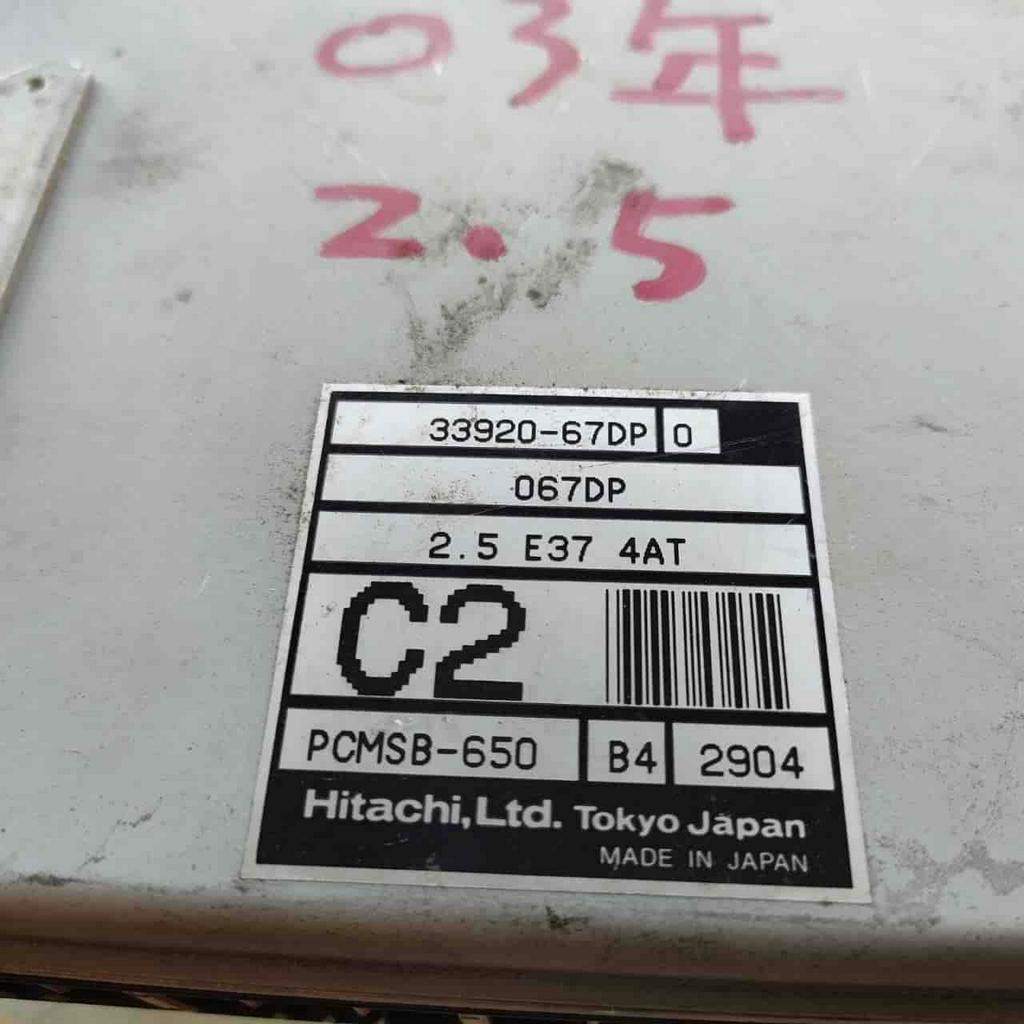 03年
2.5
33920-67DP 0
067DP
2.5 E37 4AT
C2
PCMSB-650 B4 2904
Hitachi,Ltd. Tokyo Japan
MADE IN JAPAN